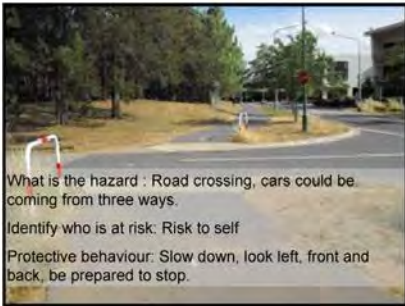 What is the hazard : Road crossing, cars could be
coming from three ways.
Identify who is at risk: Risk to self
Protective behaviour: Slow down, look left, front and
back, be prepared to stop.